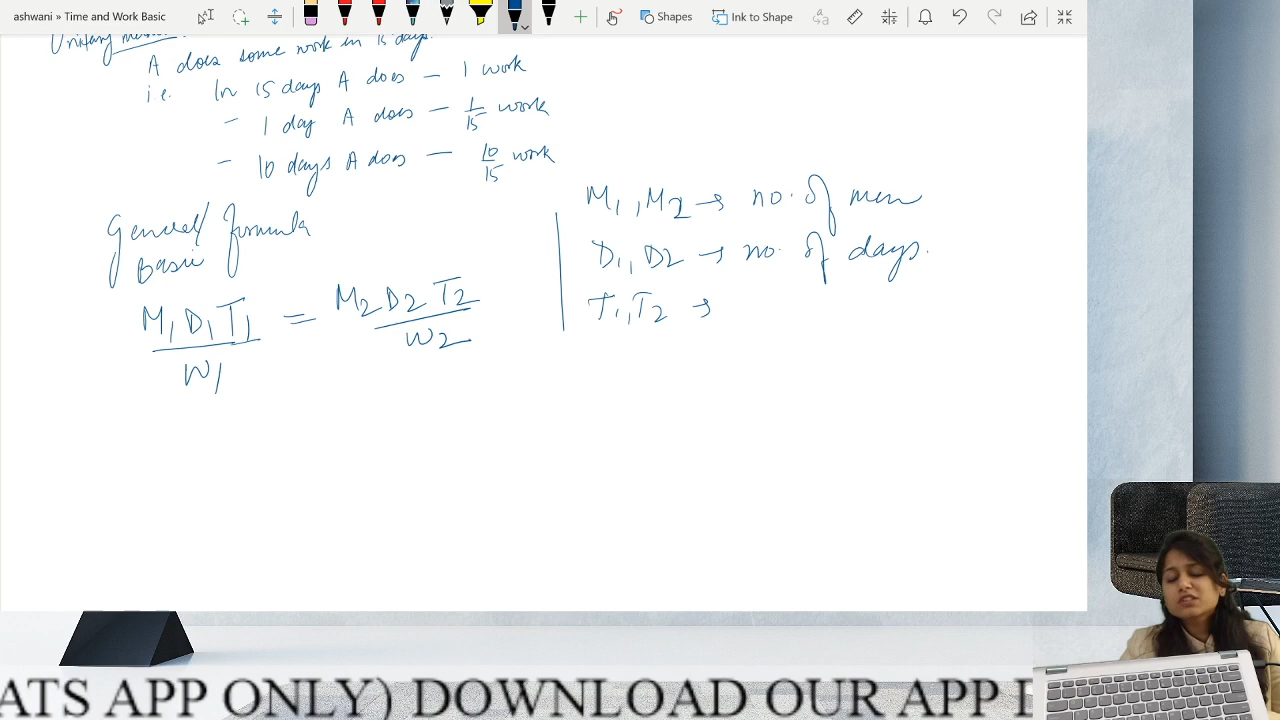 ashwani » Time and Work Basic
Shapes
Ink to Shape
Unitary
A does some work in 15 days.
i.e. In 15 days A does — 1 work
— 1 day A does — 1/15 work
— 10 days A does — 10/15 work
General/ formula
Basic
M1 D1 T1 / W1 = M2 D2 T2 / W2
M1, M2 → no. of men
D1, D2 → no. of days.
T1, T2 →
ATS APP ONLY) DOWNLOAD OUR APP